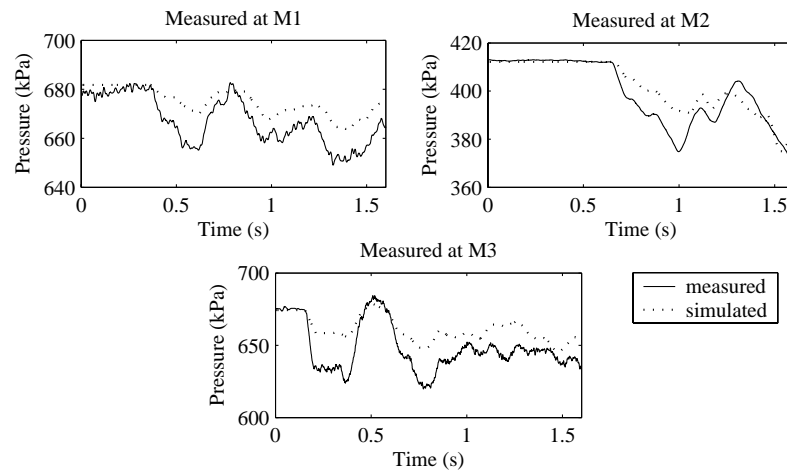 Measured at M1
700
680
660
640
0
0.5
1
1.5
Pressure (kPa)
Time (s)
Measured at M2
420
400
380
360
0
0.5
1
1.5
Pressure (kPa)
Time (s)
Measured at M3
700
650
600
0
0.5
1
1.5
Pressure (kPa)
Time (s)
measured
simulated